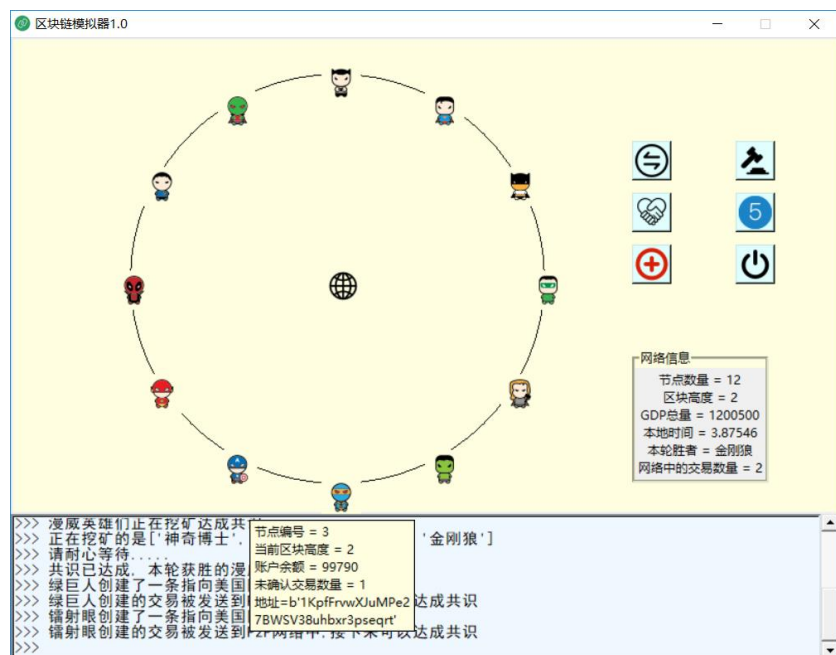 区块链模拟器1.0
5
网络信息
节点数量 = 12
区块高度 = 2
GDP总量 = 1200500
本地时间 = 3.87546
本轮胜者 = 金刚狼
网络中的交易数量 = 2
>>> 漫威英雄们正在挖矿达成共
>>> 正在挖矿的是['神奇博士', '金刚狼']
>>> 请耐心等待.....
>>> 共识已达成, 本轮获胜的漫
>>> 绿巨人创建了一条指向美国
>>> 绿巨人创建的交易被发送到 达成共识
>>> 镭射眼创建了一条指向美国
>>> 镭射眼创建的交易被发送到P2P网络中,接下来可以达成共识
>>>
节点编号 = 3
当前区块高度 = 2
账户余额 = 99790
未确认交易数量 = 1
地址=b'1KpfFrvwXJuMPe2
7BWSV38uhbxr3pseqrt'